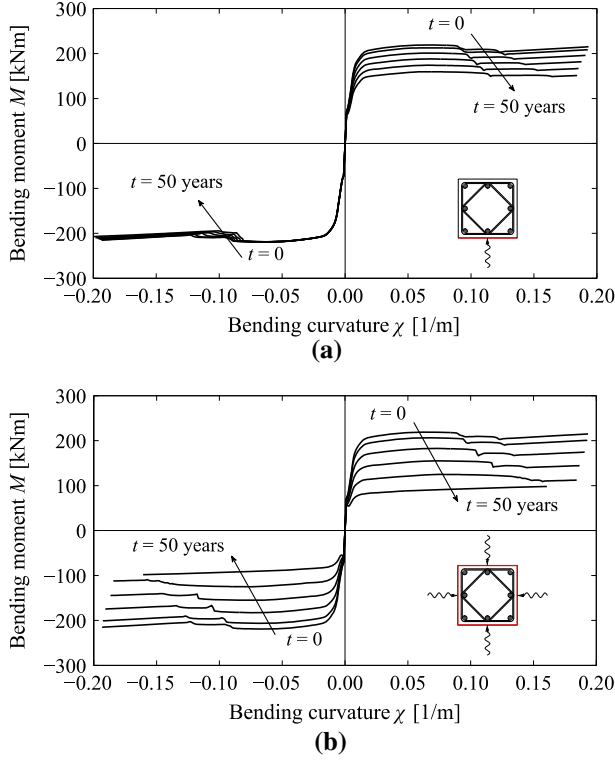 300
200
100
0
−100
−200
−300
Bending moment M [kNm]
t = 0
t = 50 years
t = 50 years
t = 0
−0.20 −0.15 −0.10 −0.05 0.00 0.05 0.10 0.15 0.20
Bending curvature χ [1/m]
(a)
300
200
100
0
−100
−200
−300
Bending moment M [kNm]
t = 0
t = 50 years
t = 50 years
t = 0
−0.20 −0.15 −0.10 −0.05 0.00 0.05 0.10 0.15 0.20
Bending curvature χ [1/m]
(b)